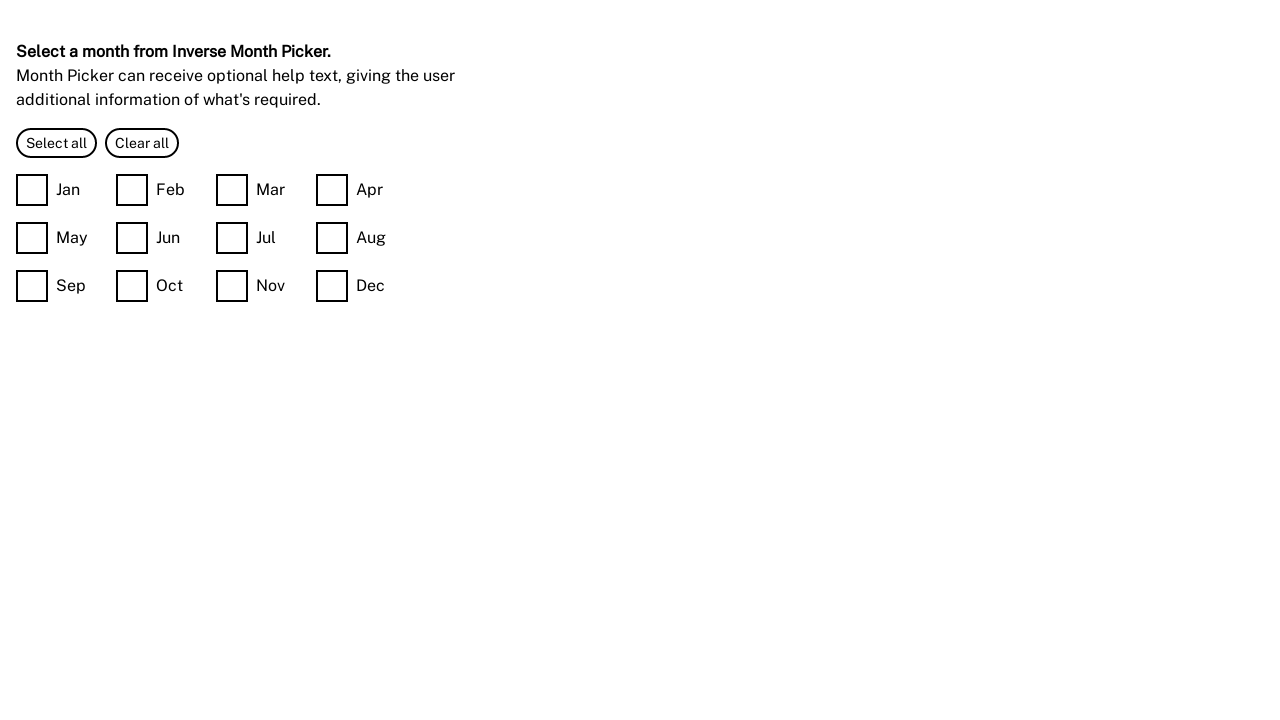 Select a month from Inverse Month Picker.
Month Picker can receive optional help text, giving the user
additional information of what's required.
Select all Clear all
Jan Feb Mar Apr
May Jun Jul Aug
Sep Oct Nov Dec